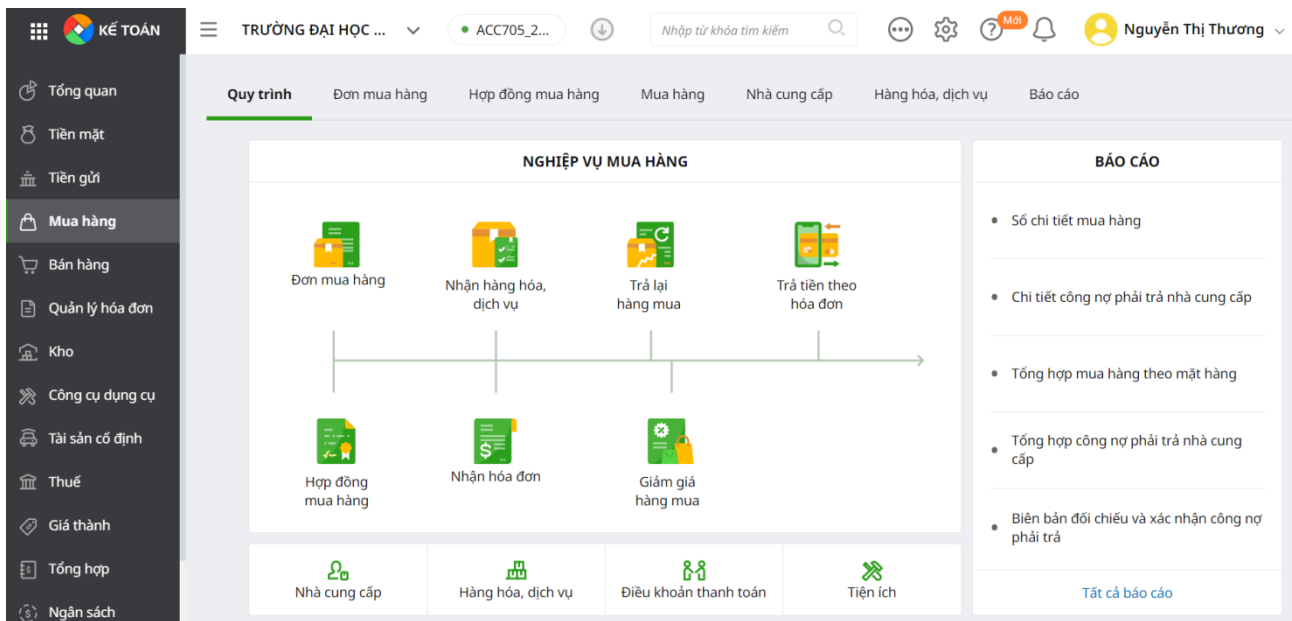 KẾ TOÁN
TRƯỜNG ĐẠI HỌC ...
ACC705_2...
Nhập từ khóa tìm kiếm
Mới
Nguyễn Thị Thương
Tổng quan
Tiền mặt
Tiền gửi
Mua hàng
Bán hàng
Quản lý hóa đơn
Kho
Công cụ dụng cụ
Tài sản cố định
Thuế
Giá thành
Tổng hợp
Ngân sách
Quy trình
Đơn mua hàng
Hợp đồng mua hàng
Mua hàng
Nhà cung cấp
Hàng hóa, dịch vụ
Báo cáo
NGHIỆP VỤ MUA HÀNG
Đơn mua hàng
Nhận hàng hóa,
dịch vụ
Trả lại
hàng mua
Trả tiền theo
hóa đơn
Hợp đồng
mua hàng
Nhận hóa đơn
Giảm giá
hàng mua
Nhà cung cấp
Hàng hóa, dịch vụ
Điều khoản thanh toán
Tiện ích
BÁO CÁO
Sổ chi tiết mua hàng
Chi tiết công nợ phải trả nhà cung cấp
Tổng hợp mua hàng theo mặt hàng
Tổng hợp công nợ phải trả nhà cung
cấp
Biên bản đối chiếu và xác nhận công nợ
phải trả
Tất cả báo cáo